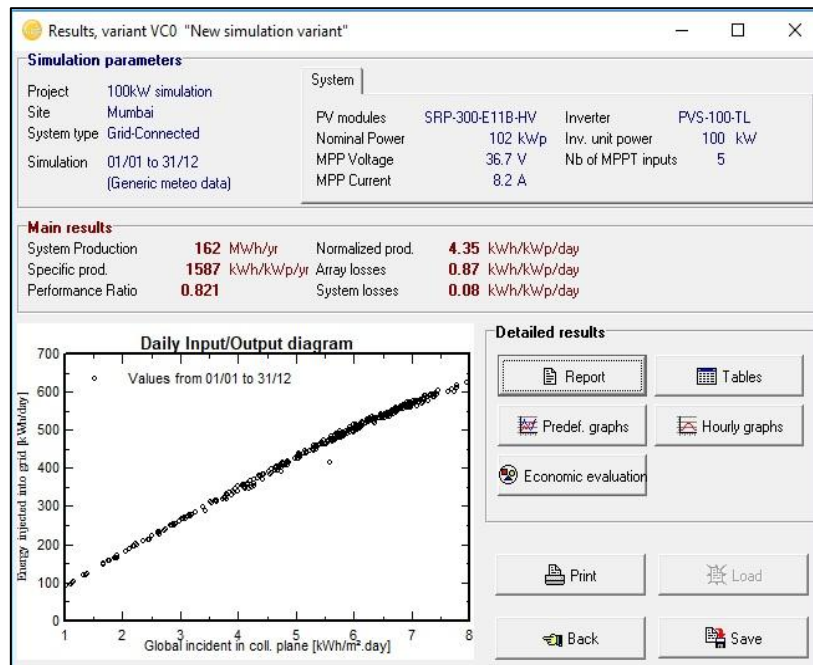 Results, variant VC0 "New simulation variant"
Simulation parameters
Project 100kW simulation
Site Mumbai
System type Grid-Connected
Simulation 01/01 to 31/12
(Generic meteo data)
System
PV modules SRP-300-E11B-HV Inverter PVS-100-TL
Nominal Power 102 kWp Inv. unit power 100 kW
MPP Voltage 36.7 V Nb of MPPT inputs 5
MPP Current 8.2 A
Main results
System Production 162 MWh/yr Normalized prod. 4.35 kWh/kWp/day
Specific prod. 1587 kWh/kWp/yr Array losses 0.87 kWh/kWp/day
Performance Ratio 0.821 System losses 0.08 kWh/kWp/day
Daily Input/Output diagram
Values from 01/01 to 31/12
Energy injected into grid [kWh/day]
700
600
500
400
300
200
100
0
1 2 3 4 5 6 7 8
Global incident in coll. plane [kWh/m².day]
Detailed results
Report Tables
Predef. graphs Hourly graphs
Economic evaluation
Print Load
Back Save